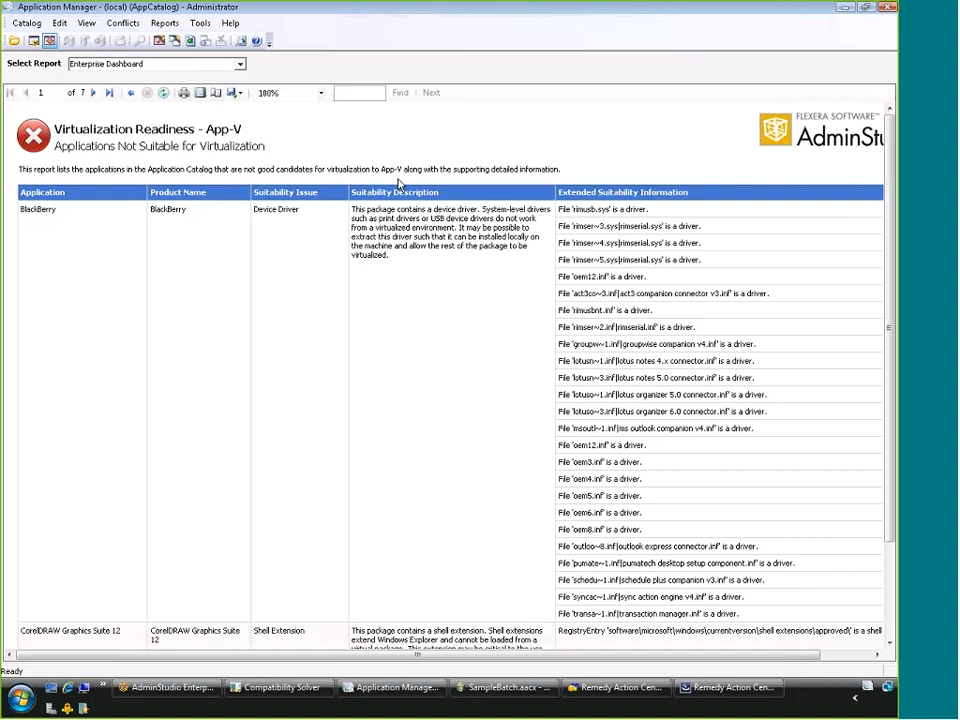 Application Manager - (local) (AppCatalog) - Administrator
Catalog Edit View Conflicts Reports Tools Help
Select Report Enterprise Dashboard
1 of 7 100% Find Next
Virtualization Readiness - App-V
Applications Not Suitable for Virtualization
FLEXERA SOFTWARE™
AdminStu
This report lists the applications in the Application Catalog that are not good candidates for virtualization to App-V along with the supporting detailed information.
Application Product Name Suitability Issue Suitability Description Extended Suitability Information
BlackBerry BlackBerry Device Driver
This package contains a device driver. System-level drivers
such as print drivers or USB device drivers do not work
from a virtualized environment. It may be possible to
extract this driver such that it can be installed locally on
the machine and allow the rest of the package to be
virtualized.
File 'rimusb.sys' is a driver.
File 'rimser~3.sys|rimserial.sys' is a driver.
File 'rimser~4.sys|rimserial.sys' is a driver.
File 'rimser~5.sys|rimserial.sys' is a driver.
File 'oem12.inf' is a driver.
File 'act3co~3.inf|act3 companion connector v3.inf' is a driver.
File 'rimusbnt.inf' is a driver.
File 'rimser~2.inf|rimserial.inf' is a driver.
File 'groupw~1.inf|groupwise companion v4.inf' is a driver.
File 'lotusn~1.inf|lotus notes 4.x connector.inf' is a driver.
File 'lotusn~3.inf|lotus notes 5.0 connector.inf' is a driver.
File 'lotuso~1.inf|lotus organizer 5.0 connector.inf' is a driver.
File 'lotuso~3.inf|lotus organizer 6.0 connector.inf' is a driver.
File 'msoutl~1.inf|ms outlook companion v4.inf' is a driver.
File 'oem12.inf' is a driver.
File 'oem3.inf' is a driver.
File 'oem4.inf' is a driver.
File 'oem5.inf' is a driver.
File 'oem6.inf' is a driver.
File 'oem8.inf' is a driver.
File 'outloo~8.inf|outlook express connector.inf' is a driver.
File 'pumate~1.inf|pumatech desktop setup component.inf' is a driver.
File 'schedu~1.inf|schedule plus companion v3.inf' is a driver.
File 'syncac~1.inf|sync action engine v4.inf' is a driver.
File 'transa~1.inf|transaction manager.inf' is a driver.
CorelDRAW Graphics Suite 12
CorelDRAW Graphics Suite
12
Shell Extension
This package contains a shell extension. Shell extensions
extend Windows Explorer and cannot be loaded from a
RegistryEntry 'software\microsoft\windows\currentversion\shell extensions\approved\' is a shell
Ready
AdminStudio Enterp... Compatibility Solver Application Manage... SampleBatch.aacx - ... Remedy Action Cen... Remedy Action Cen...